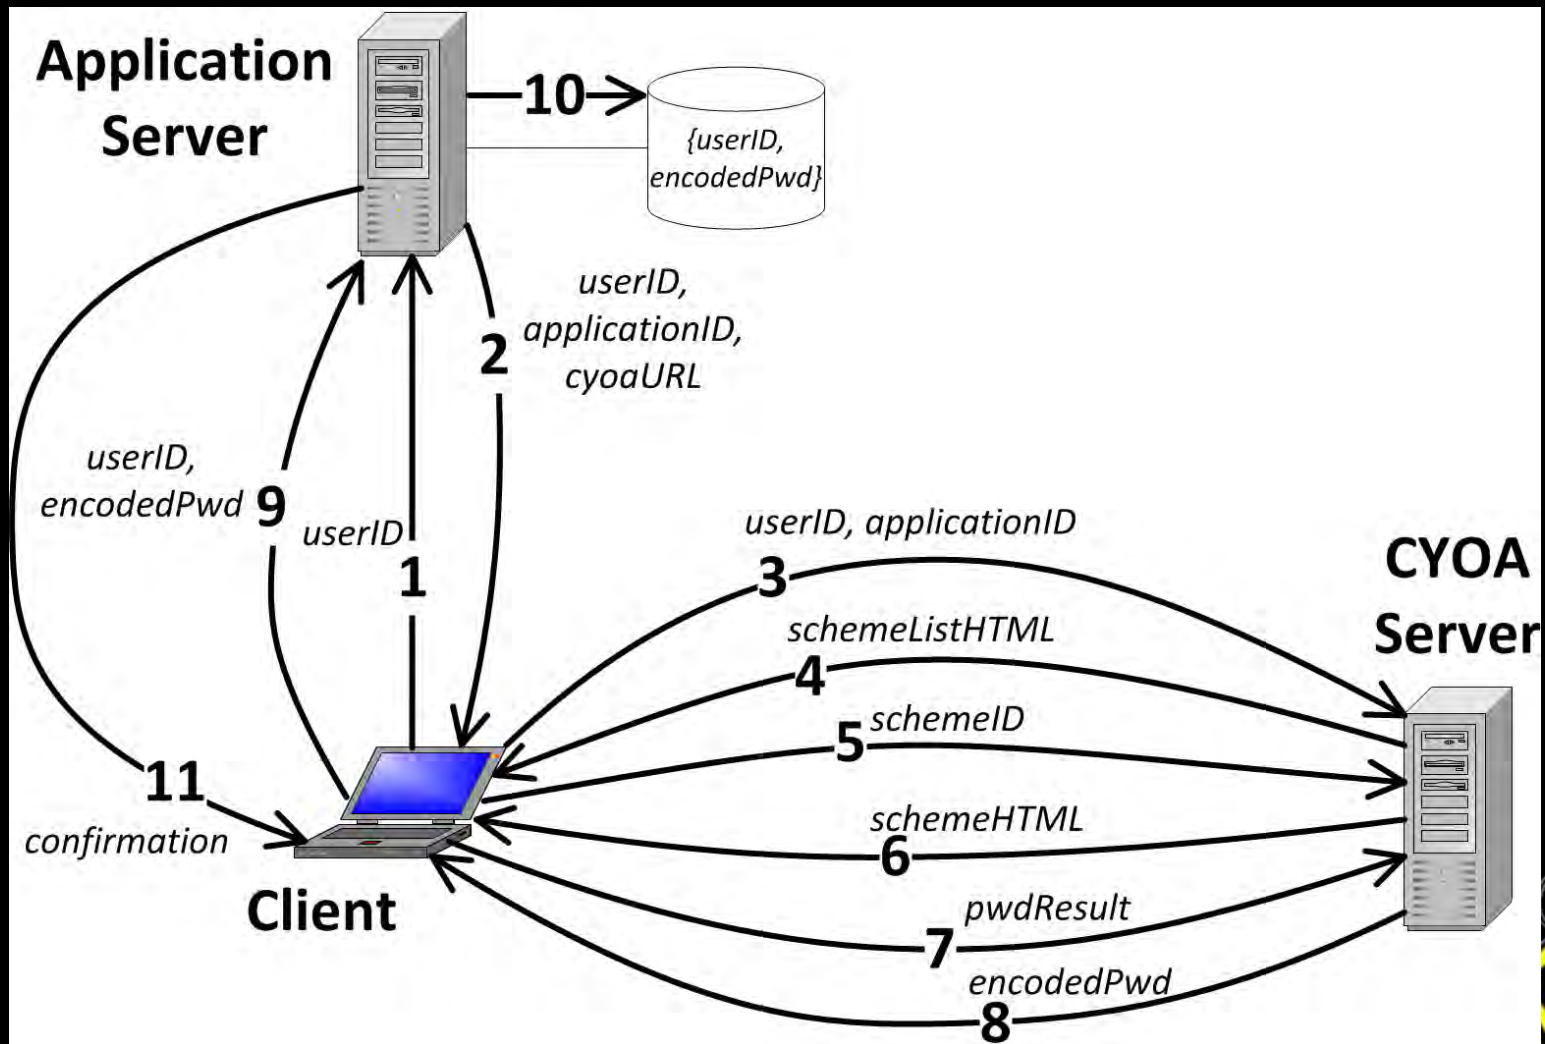 Application
Server
10
{userID,
encodedPwd}
userID,
applicationID,
cyoaURL
2
userID,
encodedPwd
9
userID
1
userID, applicationID
3
CYOA
Server
schemeListHTML
4
schemeID
5
11
confirmation
schemeHTML
6
Client
pwdResult
7
encodedPwd
8